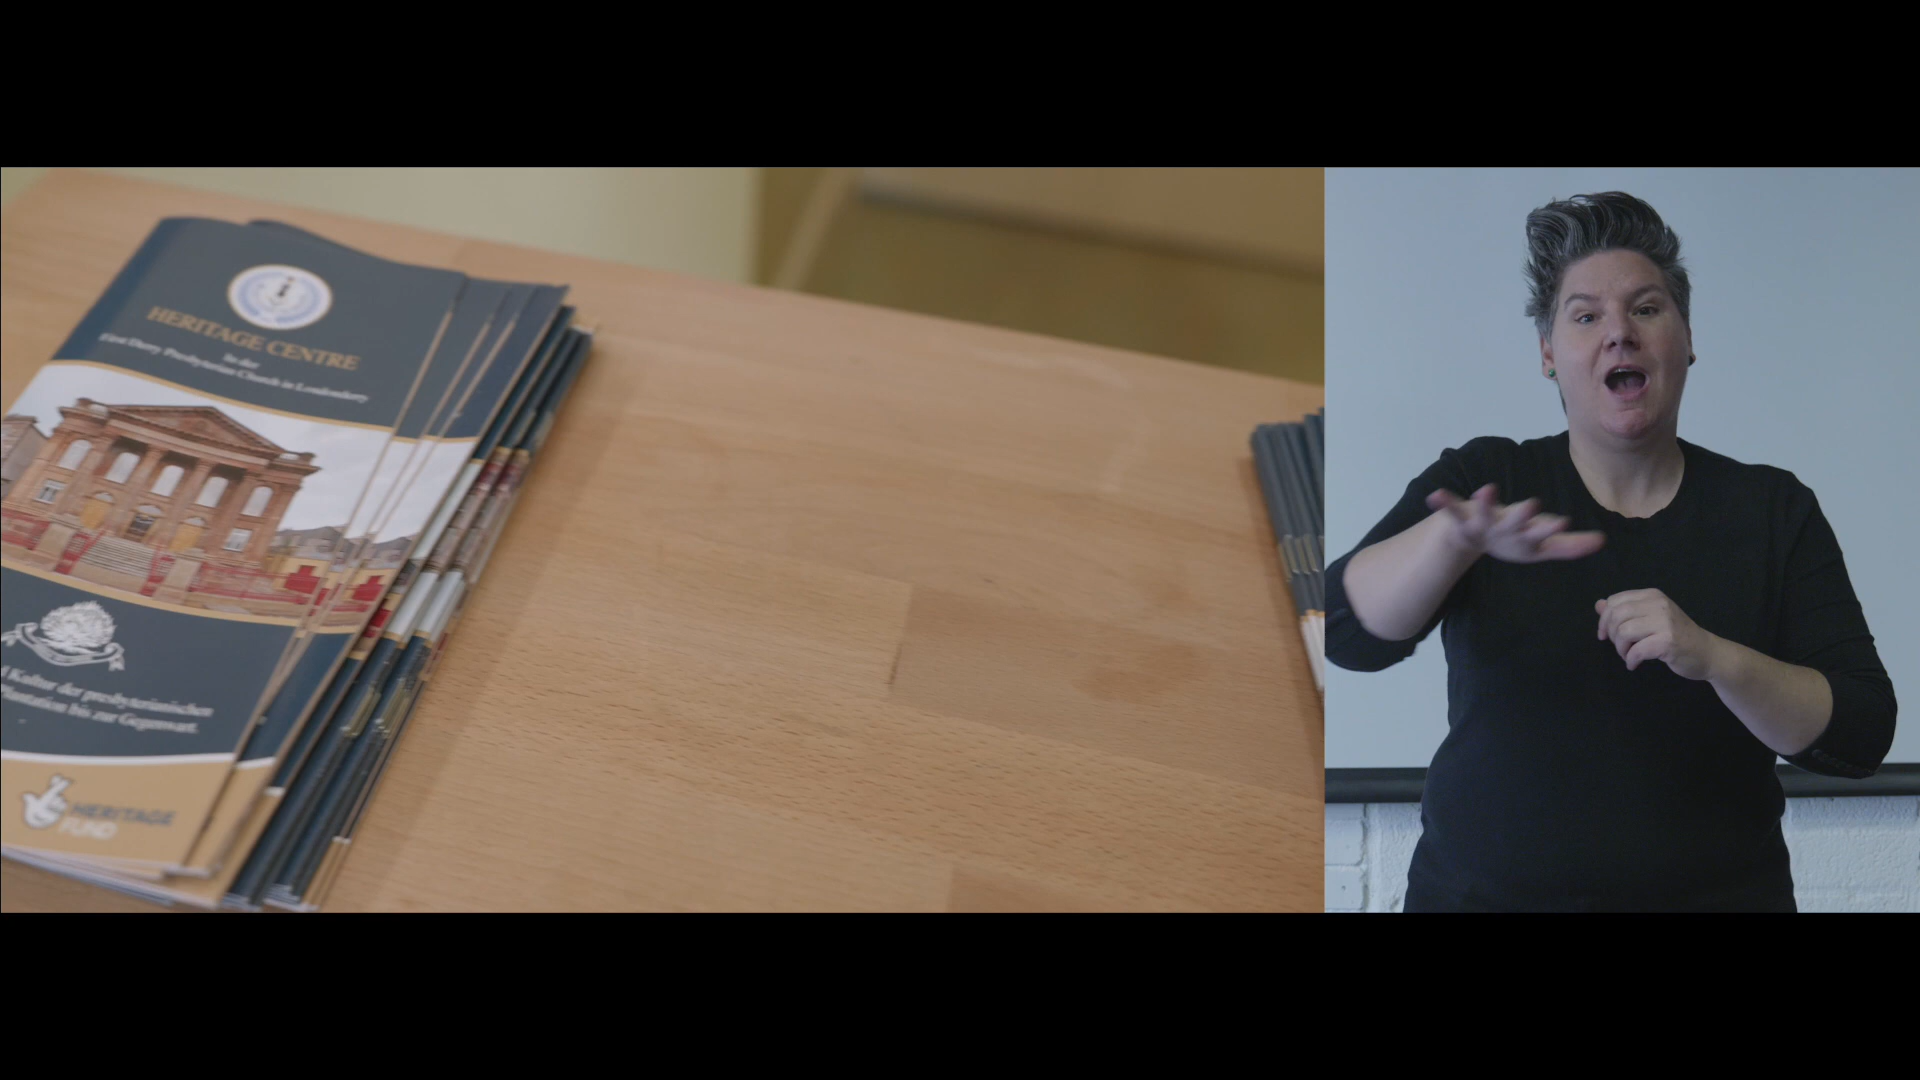 HERITAGE CENTRE
In der
First Derry Presbyterian Church in Londonderry
Kultur der presbyterianischen
Plantation bis zur Gegenwart.
HERITAGE
FUND